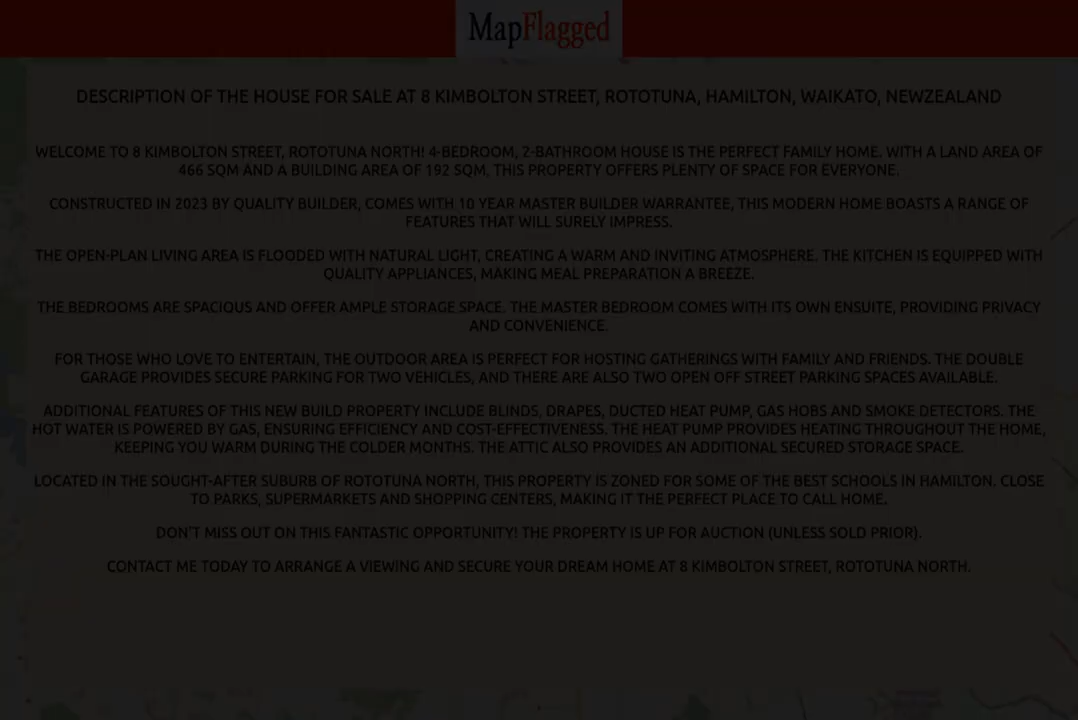 MapFlagged
DESCRIPTION OF THE HOUSE FOR SALE AT 8 KIMBOLTON STREET, ROTOTUNA, HAMILTON, WAIKATO, NEWZEALAND
WELCOME TO 8 KIMBOLTON STREET, ROTOTUNA NORTH! 4-BEDROOM, 2-BATHROOM HOUSE IS THE PERFECT FAMILY HOME. WITH A LAND AREA OF
466 SQM AND A BUILDING AREA OF 192 SQM, THIS PROPERTY OFFERS PLENTY OF SPACE FOR EVERYONE.
CONSTRUCTED IN 2023 BY QUALITY BUILDER, COMES WITH 10 YEAR MASTER BUILDER WARRANTEE, THIS MODERN HOME BOASTS A RANGE OF
FEATURES THAT WILL SURELY IMPRESS.
THE OPEN-PLAN LIVING AREA IS FLOODED WITH NATURAL LIGHT, CREATING A WARM AND INVITING ATMOSPHERE. THE KITCHEN IS EQUIPPED WITH
QUALITY APPLIANCES, MAKING MEAL PREPARATION A BREEZE.
THE BEDROOMS ARE SPACIOUS AND OFFER AMPLE STORAGE SPACE. THE MASTER BEDROOM COMES WITH ITS OWN ENSUITE, PROVIDING PRIVACY
AND CONVENIENCE.
FOR THOSE WHO LOVE TO ENTERTAIN, THE OUTDOOR AREA IS PERFECT FOR HOSTING GATHERINGS WITH FAMILY AND FRIENDS. THE DOUBLE
GARAGE PROVIDES SECURE PARKING FOR TWO VEHICLES, AND THERE ARE ALSO TWO OPEN OFF STREET PARKING SPACES AVAILABLE.
ADDITIONAL FEATURES OF THIS NEW BUILD PROPERTY INCLUDE BLINDS, DRAPES, DUCTED HEAT PUMP, GAS HOBS AND SMOKE DETECTORS. THE
HOT WATER IS POWERED BY GAS, ENSURING EFFICIENCY AND COST-EFFECTIVENESS. THE HEAT PUMP PROVIDES HEATING THROUGHOUT THE HOME,
KEEPING YOU WARM DURING THE COLDER MONTHS. THE ATTIC ALSO PROVIDES AN ADDITIONAL SECURED STORAGE SPACE.
LOCATED IN THE SOUGHT-AFTER SUBURB OF ROTOTUNA NORTH, THIS PROPERTY IS ZONED FOR SOME OF THE BEST SCHOOLS IN HAMILTON. CLOSE
TO PARKS, SUPERMARKETS AND SHOPPING CENTERS, MAKING IT THE PERFECT PLACE TO CALL HOME.
DON'T MISS OUT ON THIS FANTASTIC OPPORTUNITY! THE PROPERTY IS UP FOR AUCTION (UNLESS SOLD PRIOR).
CONTACT ME TODAY TO ARRANGE A VIEWING AND SECURE YOUR DREAM HOME AT 8 KIMBOLTON STREET, ROTOTUNA NORTH.